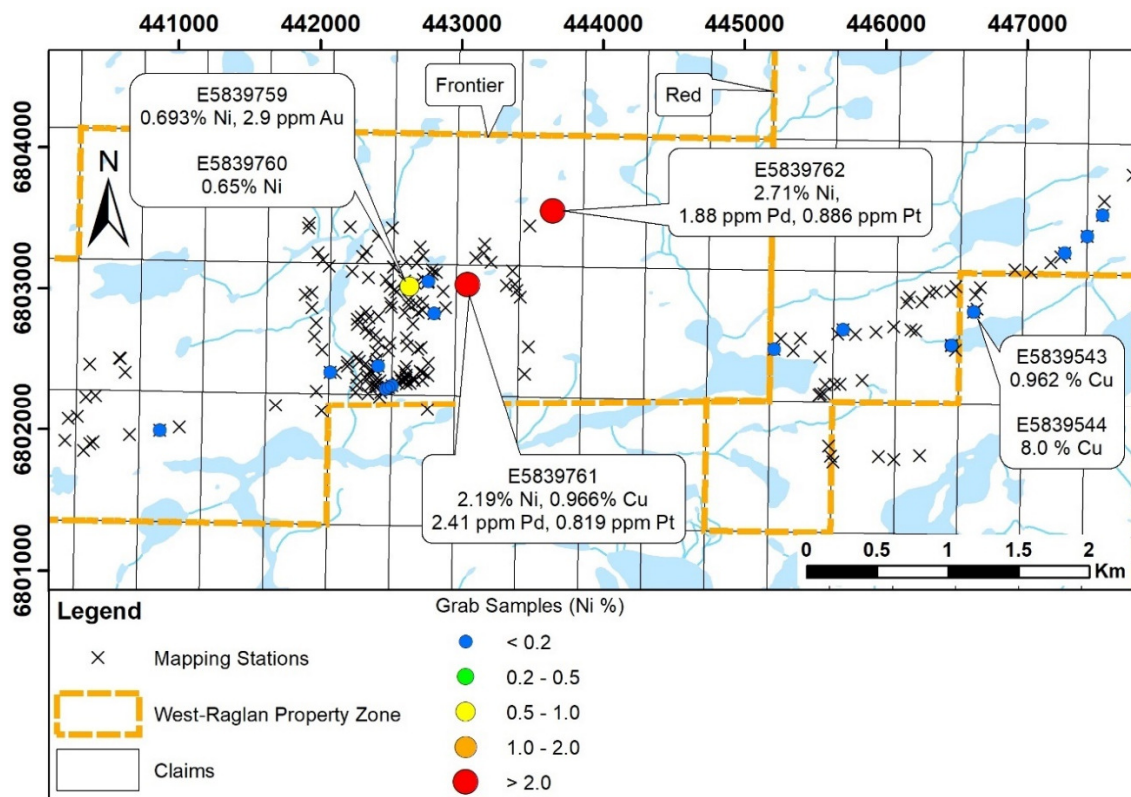 441000 442000 443000 444000 445000 446000 447000
6804000
6803000
6802000
6801000
E5839759
0.693% Ni, 2.9 ppm Au
E5839760
0.65% Ni
Frontier
Red
N
E5839762
2.71% Ni,
1.88 ppm Pd, 0.886 ppm Pt
E5839543
0.962 % Cu
E5839544
8.0 % Cu
E5839761
2.19% Ni, 0.966% Cu
2.41 ppm Pd, 0.819 ppm Pt
0 0.5 1 1.5 2
Km
Legend
Mapping Stations
West-Raglan Property Zone
Claims
Grab Samples (Ni %)
< 0.2
0.2 - 0.5
0.5 - 1.0
1.0 - 2.0
> 2.0